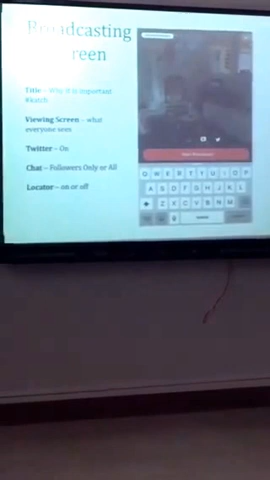 Broadcasting
reen
Title – Why it is important
#katch
Viewing Screen – what
everyone sees
Twitter – On
Chat – Followers Only or All
Locator – on or off
Q W E R T Y U I O P
A S D F G H J K L
Z X C V B N M